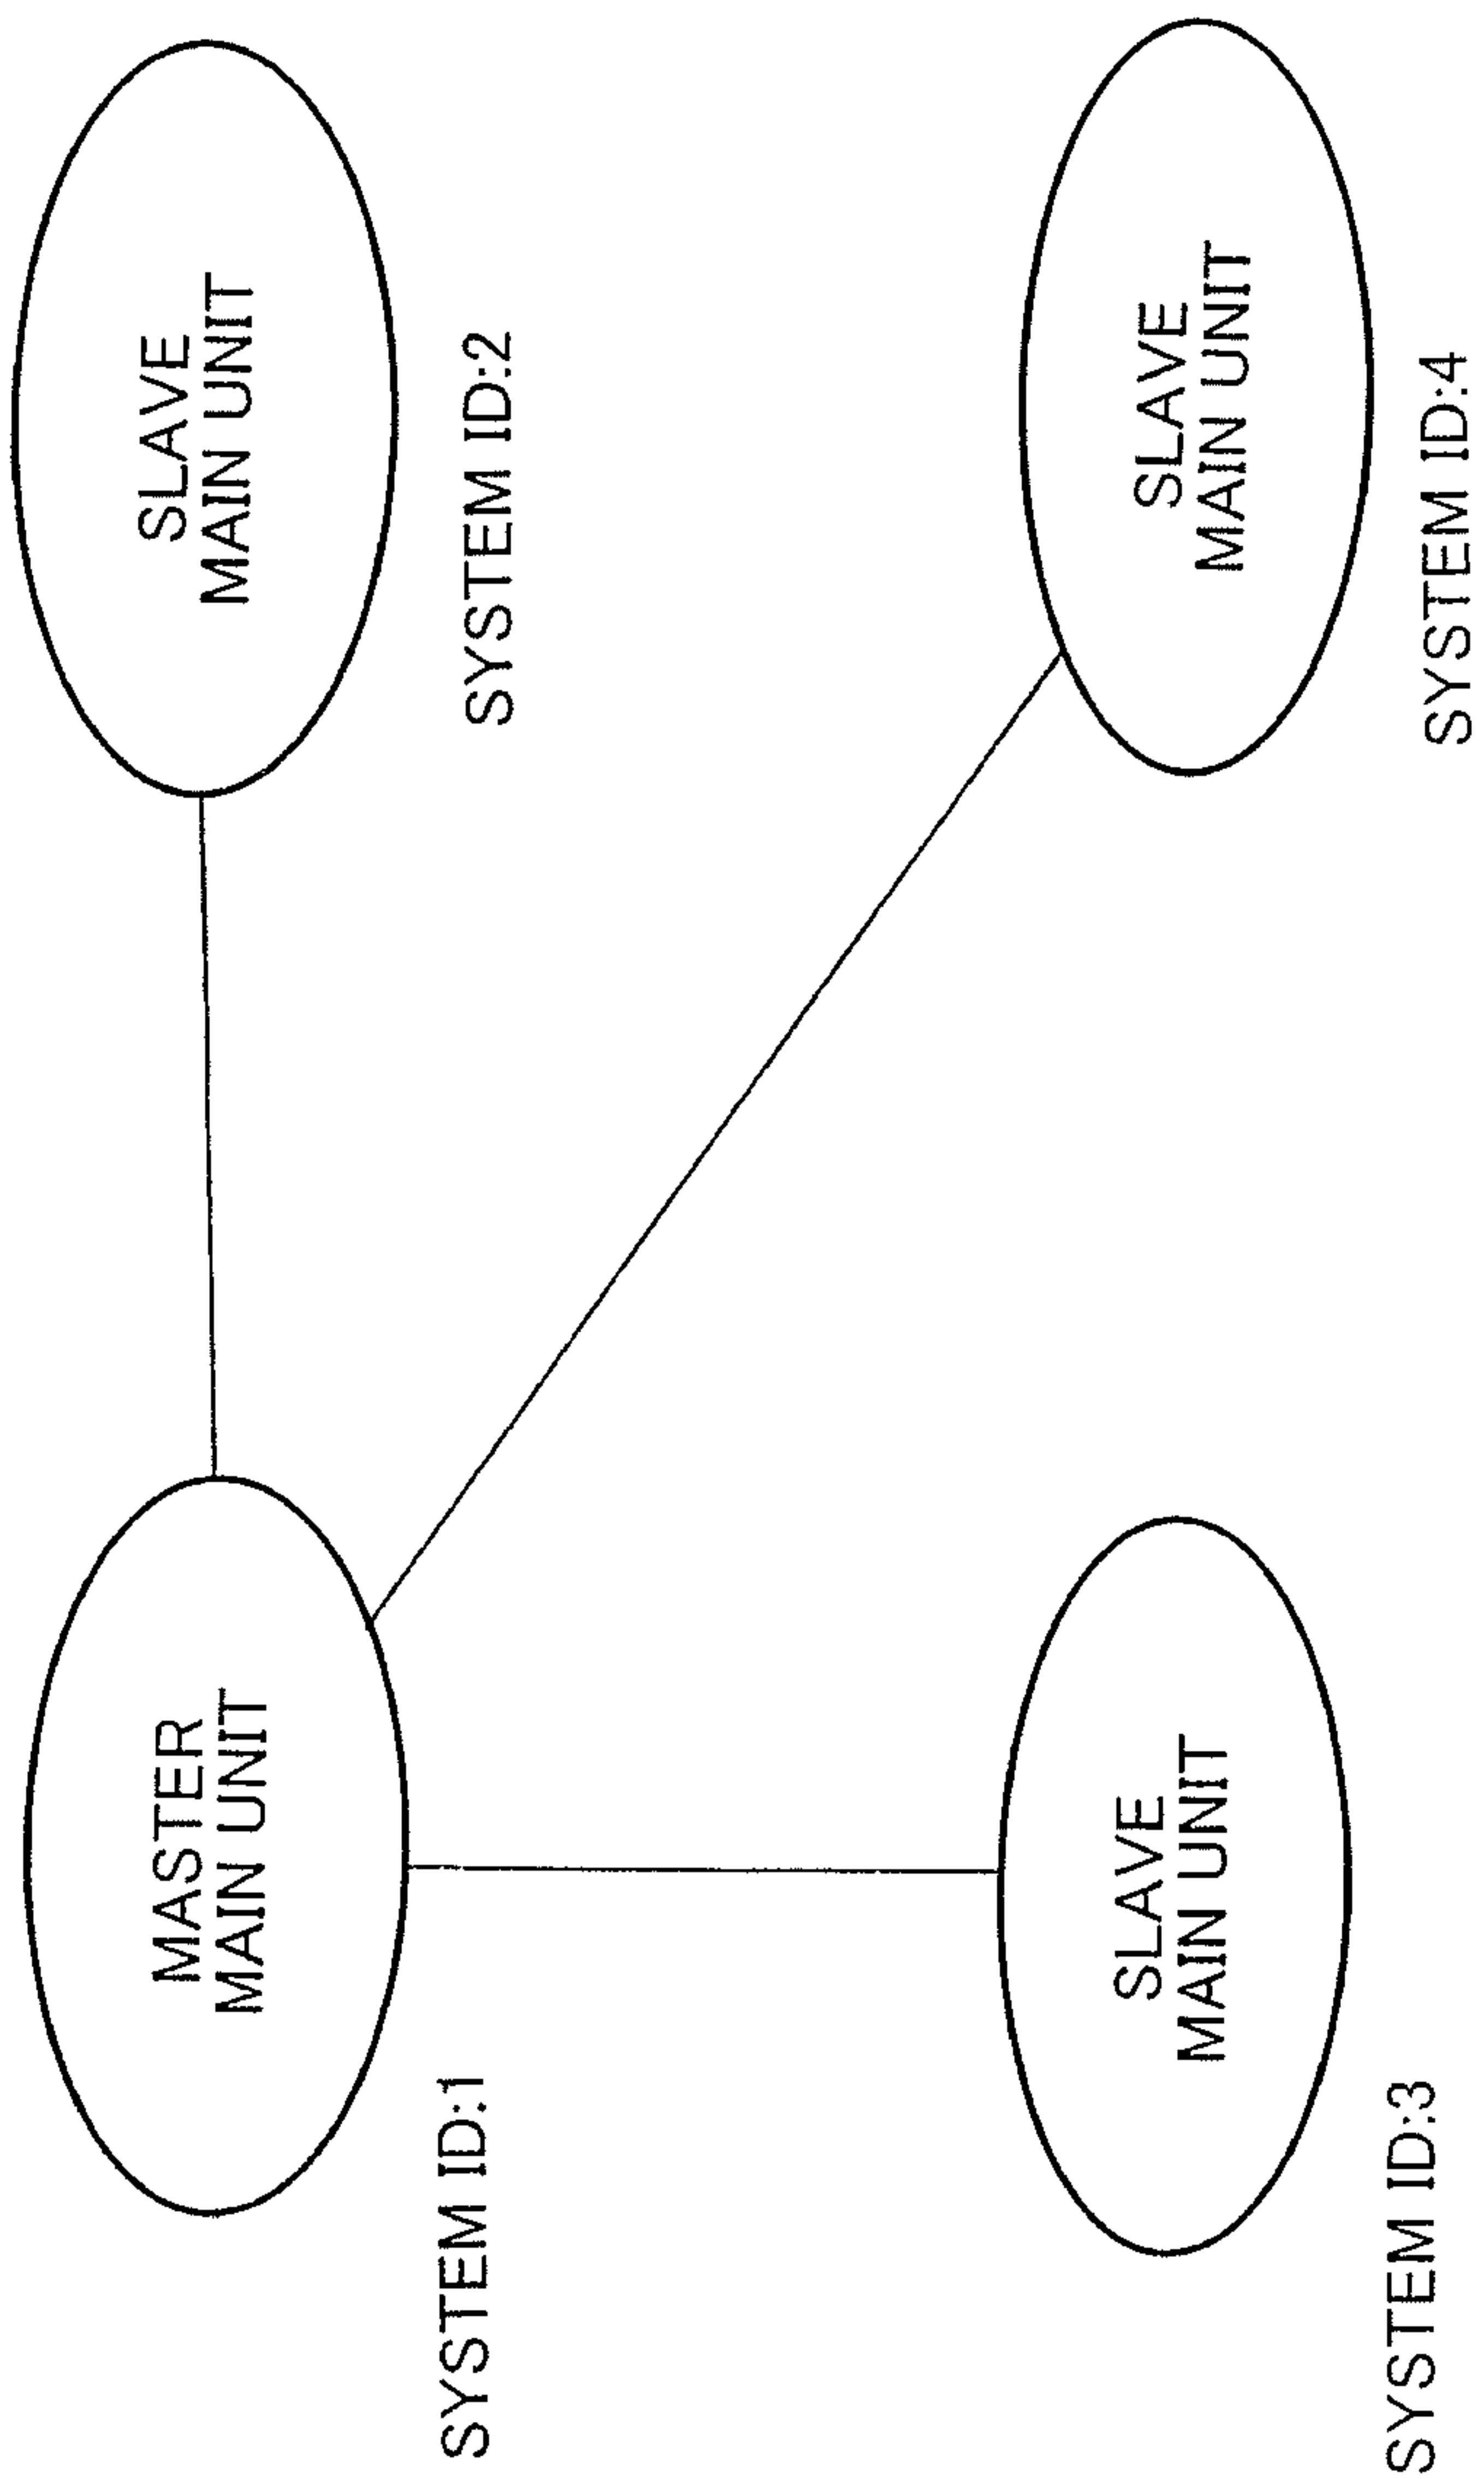 MASTER
MAIN UNIT
SYSTEM ID:1
SLAVE
MAIN UNIT
SYSTEM ID:2
SLAVE
MAIN UNIT
SYSTEM ID:3
SLAVE
MAIN UNIT
SYSTEM ID:4